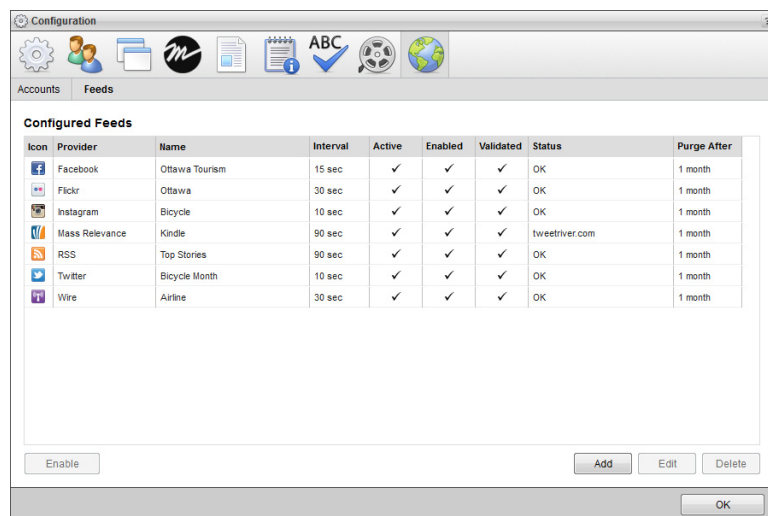 Configuration
ABC
Accounts Feeds
Configured Feeds
Icon Provider Name Interval Active Enabled Validated Status Purge After
Facebook Ottawa Tourism 15 sec ✓ ✓ ✓ OK 1 month
Flickr Ottawa 30 sec ✓ ✓ ✓ OK 1 month
Instagram Bicycle 10 sec ✓ ✓ ✓ OK 1 month
Mass Relevance Kindle 90 sec ✓ ✓ ✓ tweetriver.com 1 month
RSS Top Stories 90 sec ✓ ✓ ✓ OK 1 month
Twitter Bicycle Month 10 sec ✓ ✓ ✓ OK 1 month
Wire Airline 30 sec ✓ ✓ ✓ OK 1 month
Enable Add Edit Delete
OK